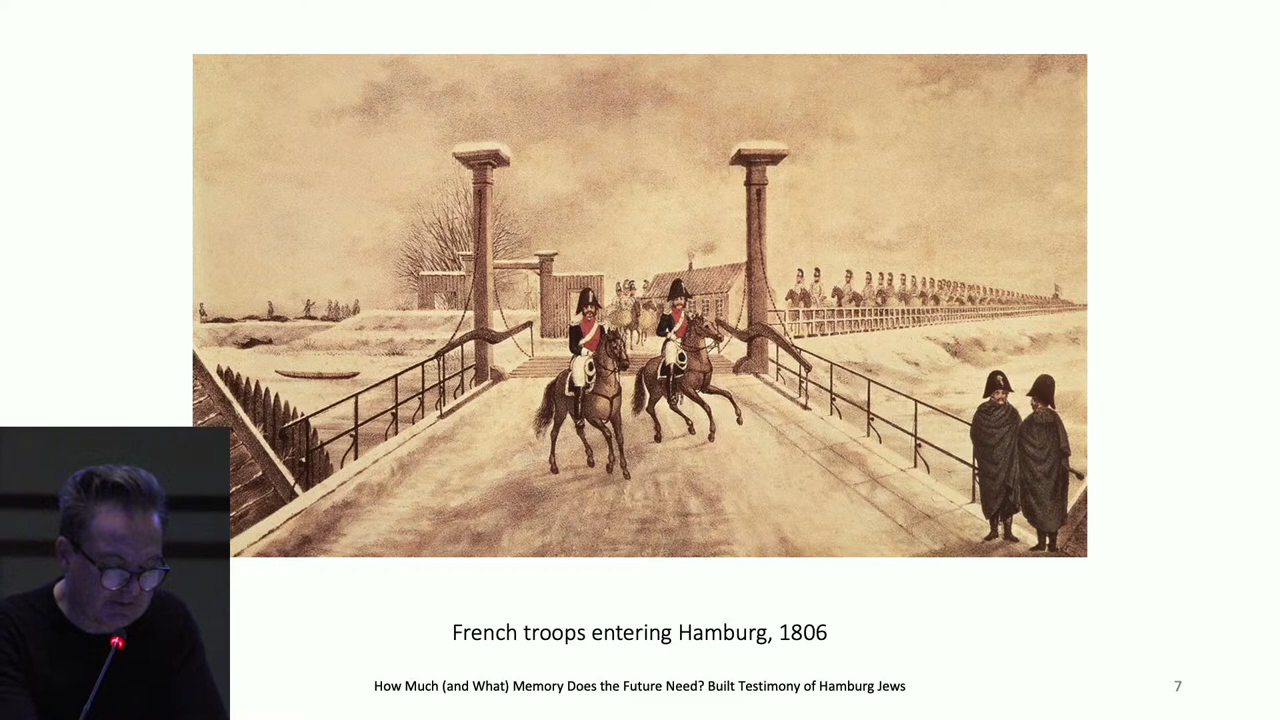 French troops entering Hamburg, 1806
How Much (and What) Memory Does the Future Need? Built Testimony of Hamburg Jews
7